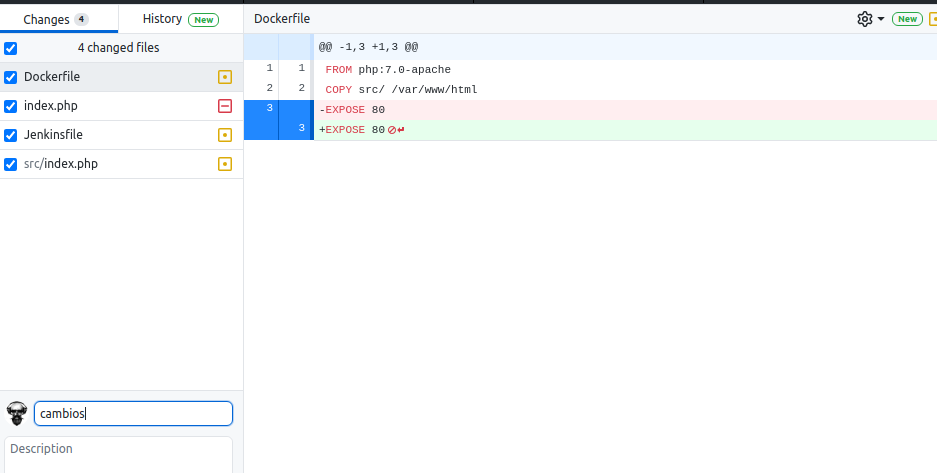 Changes 4
History New
4 changed files
Dockerfile
index.php
Jenkinsfile
src/index.php
cambios
Description
Dockerfile
New
@@ -1,3 +1,3 @@
1 1 FROM php:7.0-apache
2 2 COPY src/ /var/www/html
3 -EXPOSE 80
3 +EXPOSE 80